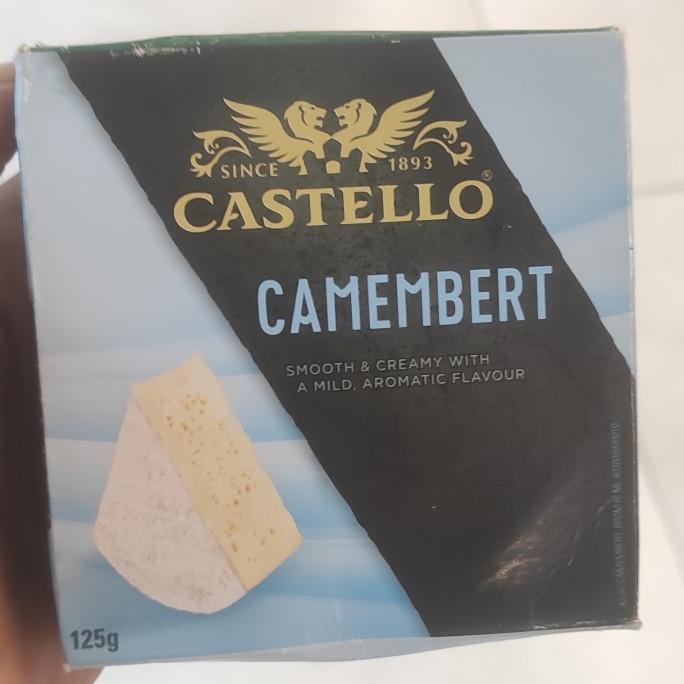 SINCE 1893
CASTELLO®
CAMEMBERT
SMOOTH & CREAMY WITH
A MILD, AROMATIC FLAVOUR
125g